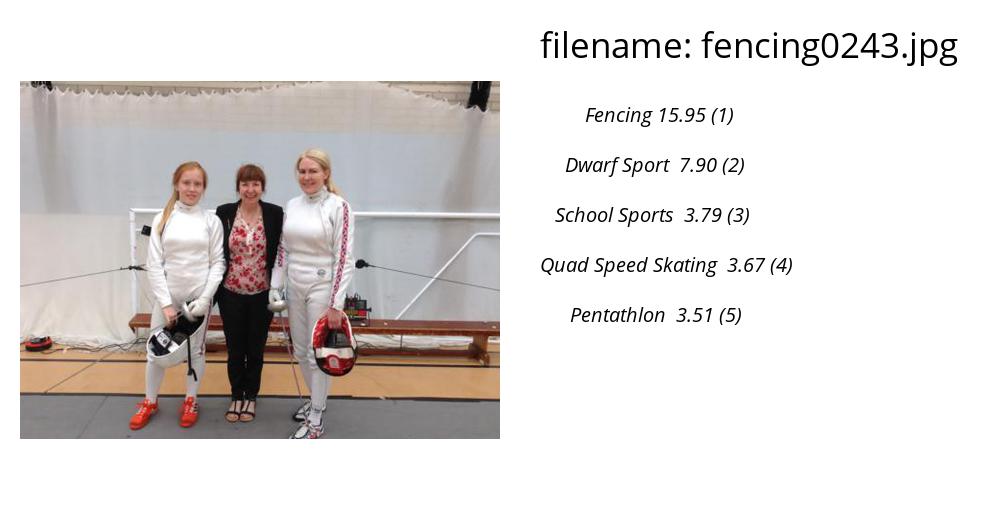 filename: fencing0243.jpg
Fencing 15.95 (1)
Dwarf Sport 7.90 (2)
School Sports 3.79 (3)
Quad Speed Skating 3.67 (4)
Pentathlon 3.51 (5)